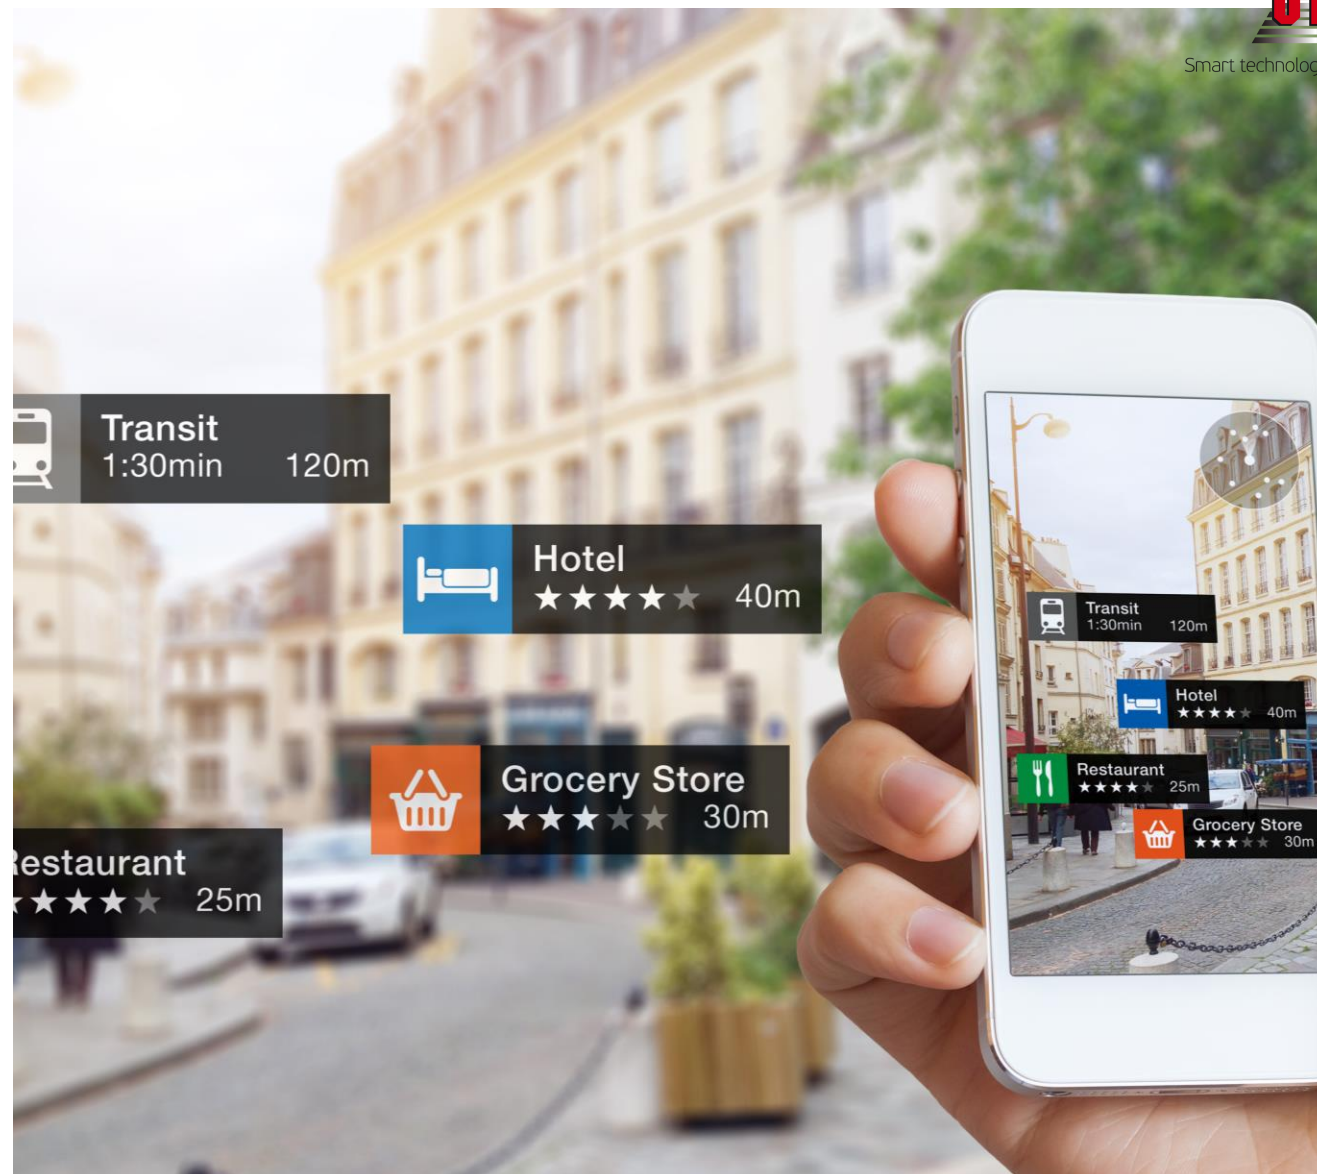 Smart technolog
Transit
1:30min 120m
Hotel
40m
Grocery Store
30m
Restaurant
25m
Transit
1:30min 120m
Hotel
40m
Restaurant
25m
Grocery Store
30m